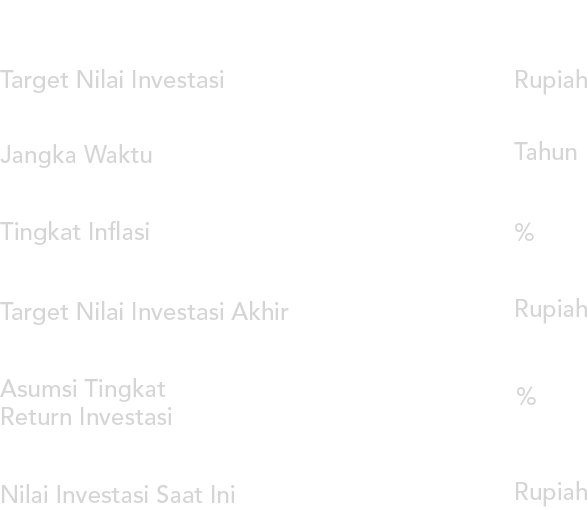 Target Nilai Investasi Rupiah
Jangka Waktu Tahun
Tingkat Inflasi %
Target Nilai Investasi Akhir Rupiah
Asumsi Tingkat
Return Investasi %
Nilai Investasi Saat Ini Rupiah